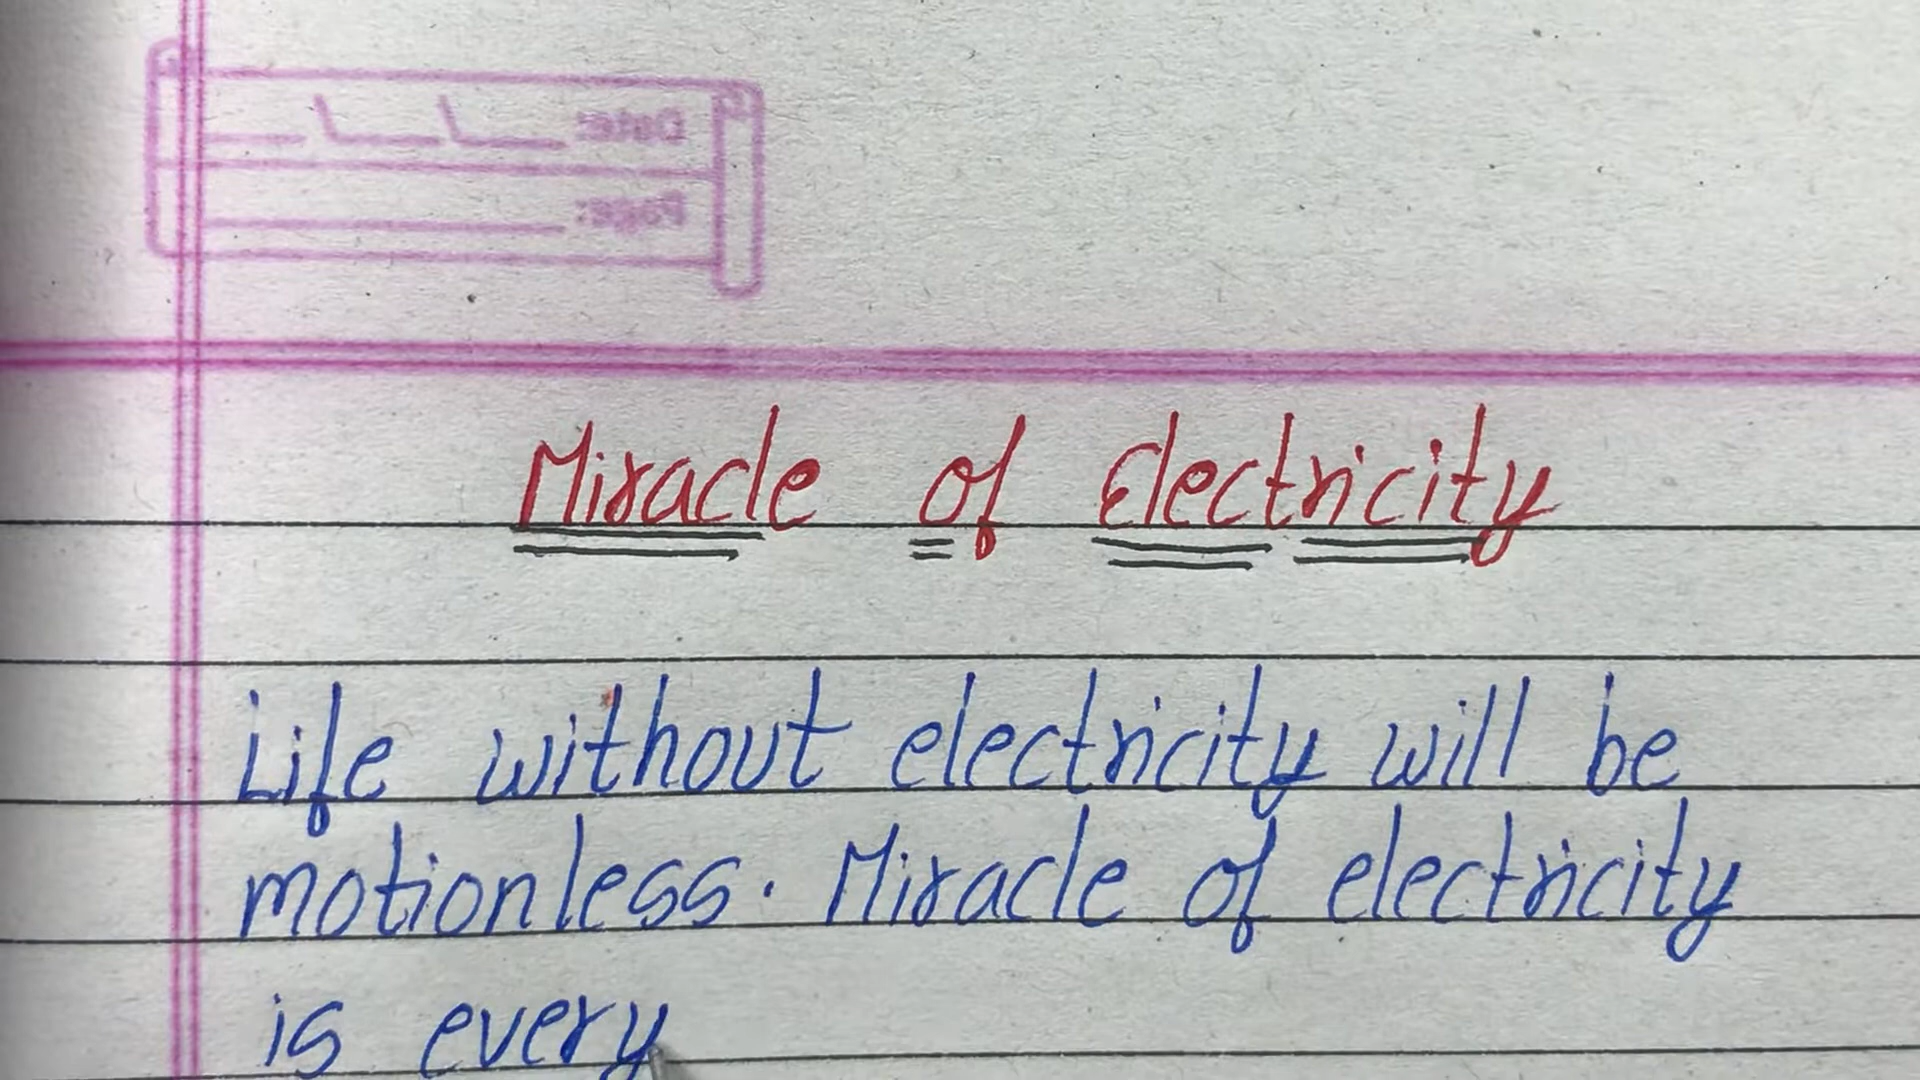 Date:
Page:
Miracle of Electricity
Life without electricity will be
motionless. Miracle of electricity
is every